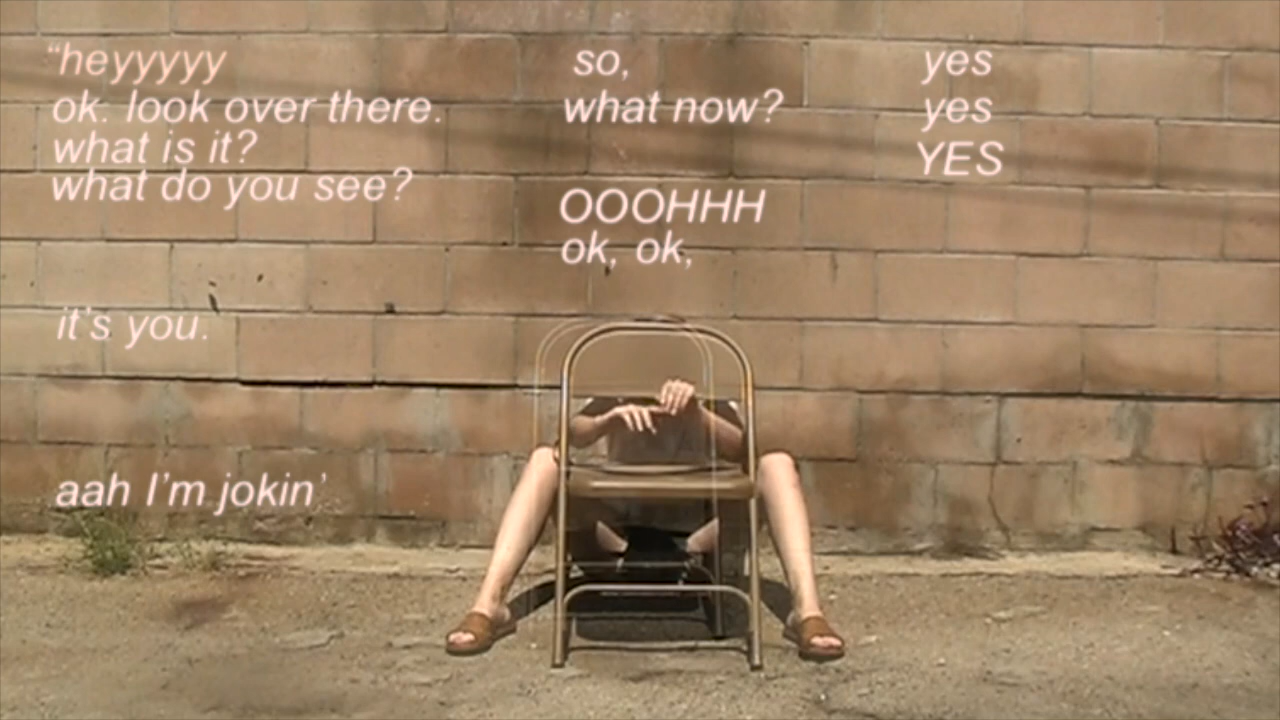 “heyyyyy
ok. look over there.
what is it?
what do you see?
it’s you.
aah I’m jokin’
so,
what now?
OOOHHH
ok, ok,
yes
yes
YES